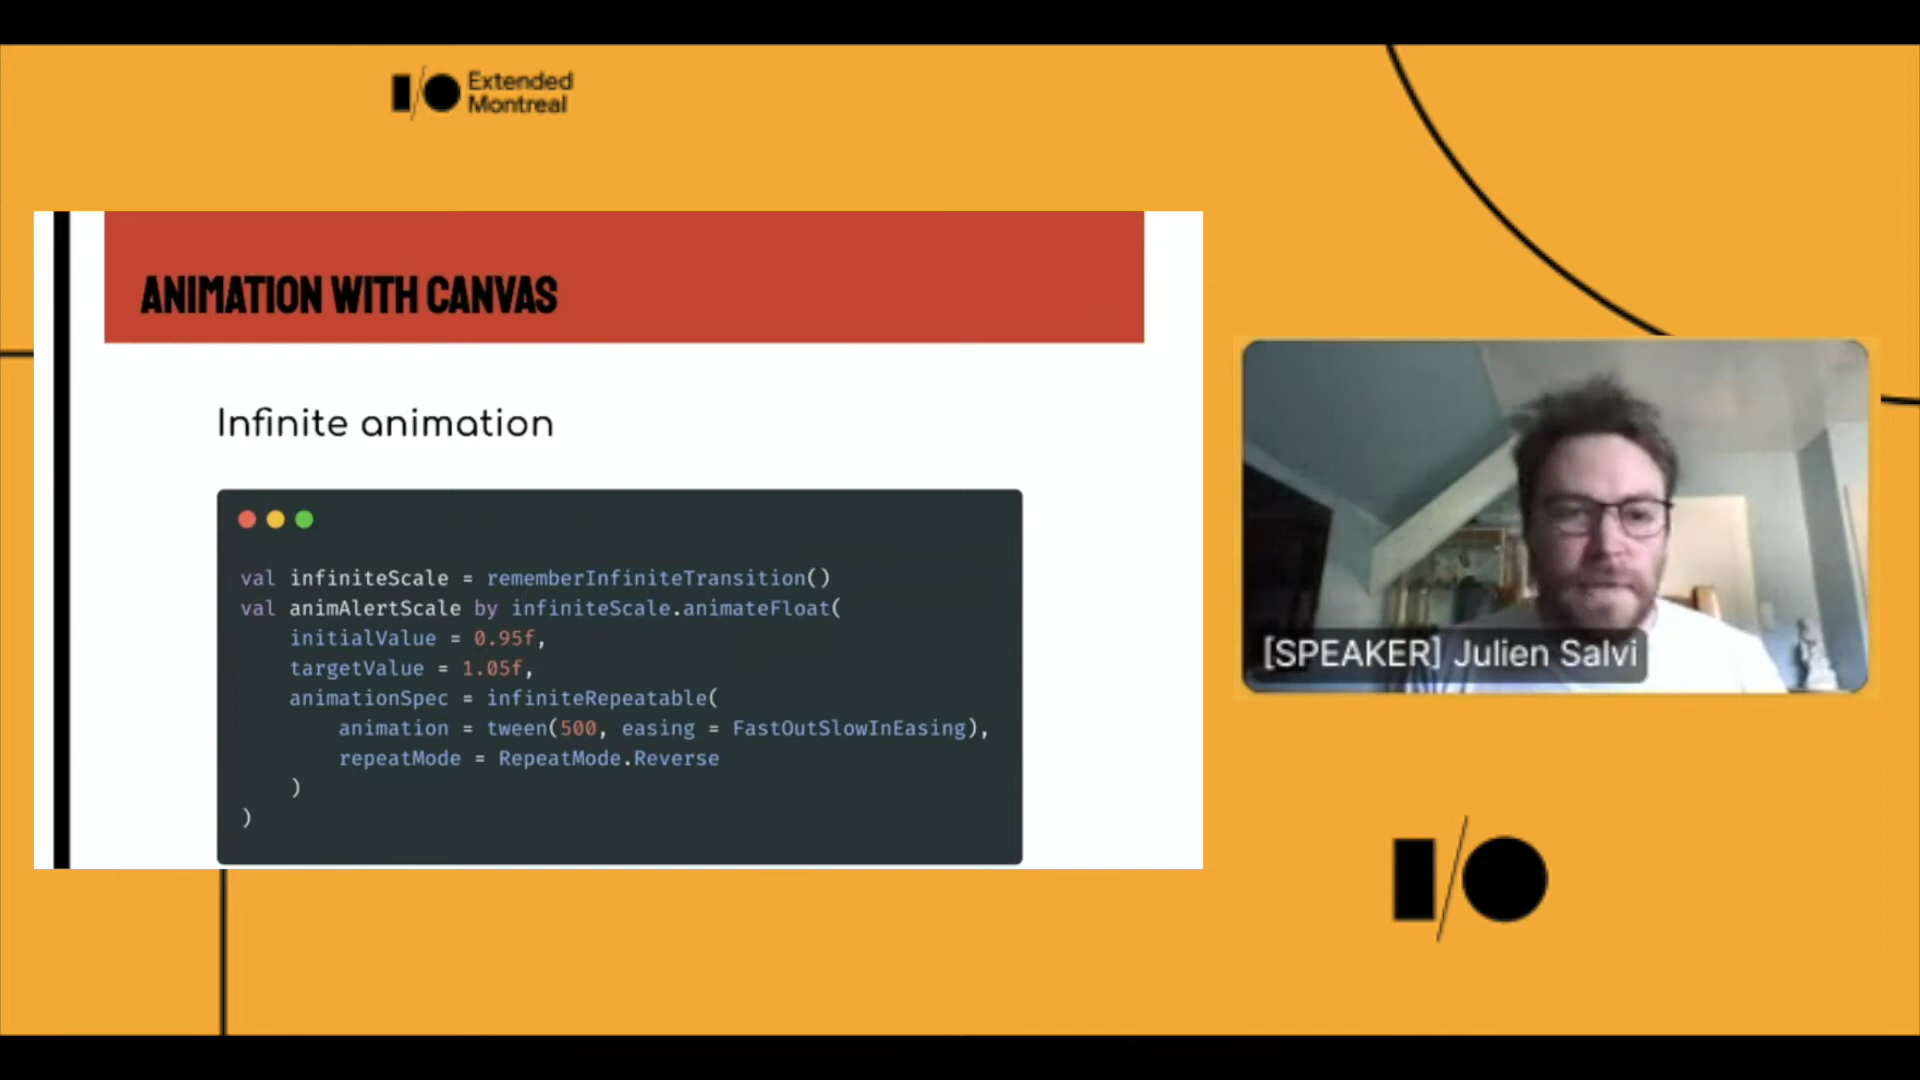 I/O Extended
Montreal
ANIMATION WITH CANVAS
Infinite animation
val infiniteScale = rememberInfiniteTransition()
val animAlertScale by infiniteScale.animateFloat(
    initialValue = 0.95f,
    targetValue = 1.05f,
    animationSpec = infiniteRepeatable(
        animation = tween(500, easing = FastOutSlowInEasing),
        repeatMode = RepeatMode.Reverse
    )
)
[SPEAKER] Julien Salvi
I/O